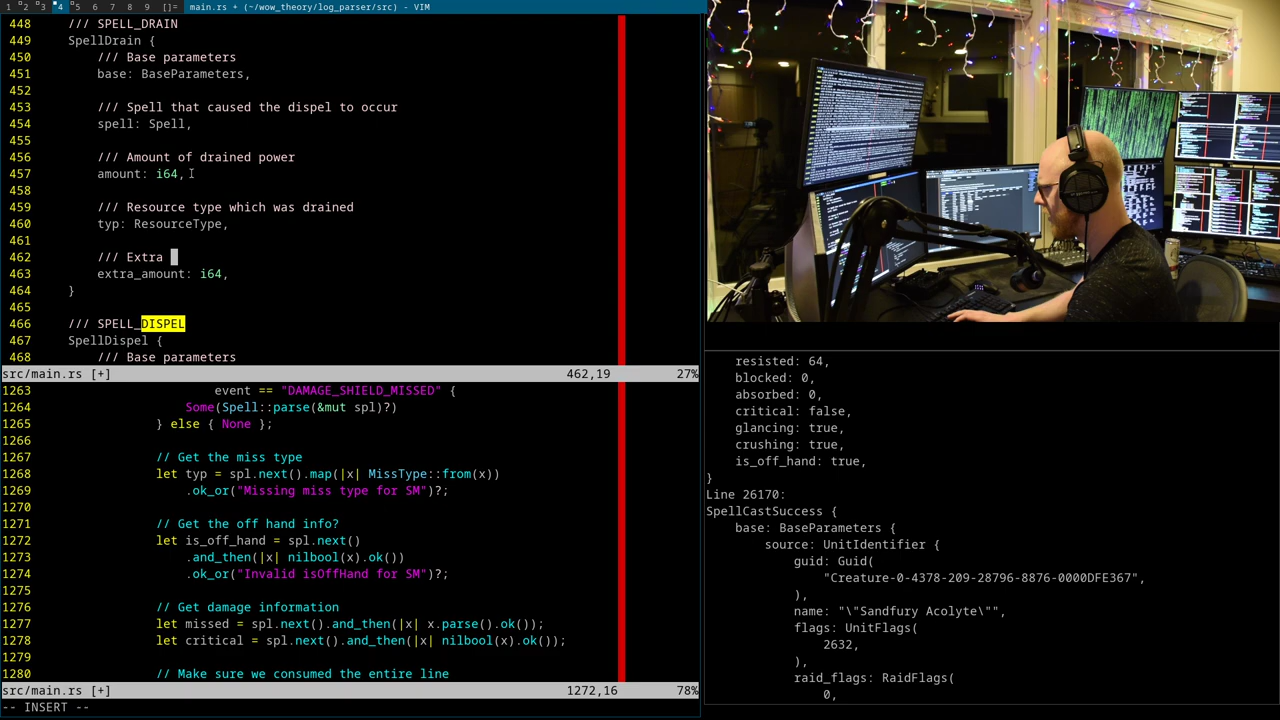 1 2 3 4 5 6 7 8 9 []= main.rs + (~/wow_theory/log_parser/src) - VIM
448 /// SPELL_DRAIN
449 SpellDrain {
450 /// Base parameters
451 base: BaseParameters,
452
453 /// Spell that caused the dispel to occur
454 spell: Spell,
455
456 /// Amount of drained power
457 amount: i64,
458
459 /// Resource type which was drained
460 typ: ResourceType,
461
462 /// Extra
463 extra_amount: i64,
464 }
465
466 /// SPELL_DISPEL
467 SpellDispel {
468 /// Base parameters
src/main.rs [+] 462,19 27%
1263 event == "DAMAGE_SHIELD_MISSED" {
1264 Some(Spell::parse(&mut spl)?)
1265 } else { None };
1266
1267 // Get the miss type
1268 let typ = spl.next().map(|x| MissType::from(x))
1269 .ok_or("Missing miss type for SM")?;
1270
1271 // Get the off hand info?
1272 let is_off_hand = spl.next()
1273 .and_then(|x| nilbool(x).ok())
1274 .ok_or("Invalid isOffHand for SM")?;
1275
1276 // Get damage information
1277 let missed = spl.next().and_then(|x| x.parse().ok());
1278 let critical = spl.next().and_then(|x| nilbool(x).ok());
1279
1280 // Make sure we consumed the entire line
src/main.rs [+] 1272,16 78%
-- INSERT --
resisted: 64,
blocked: 0,
absorbed: 0,
critical: false,
glancing: true,
crushing: true,
is_off_hand: true,
}
Line 26170:
SpellCastSuccess {
base: BaseParameters {
source: UnitIdentifier {
guid: Guid(
"Creature-0-4378-209-28796-8876-0000DFE367",
),
name: "\"Sandfury Acolyte\"",
flags: UnitFlags(
2632,
),
raid_flags: RaidFlags(
0,